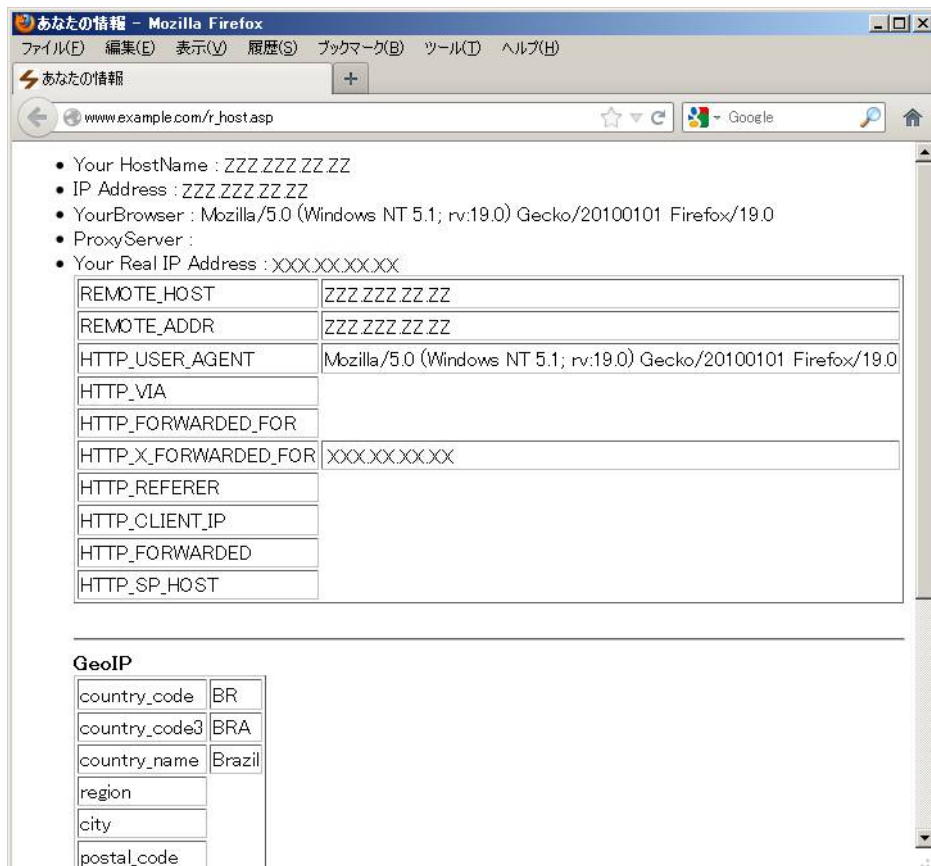 あなたの情報 - Mozilla Firefox
ファイル(F) 編集(E) 表示(V) 履歴(S) ブックマーク(B) ツール(T) ヘルプ(H)
あなたの情報 +
www.example.com/r_host.asp Google
• Your HostName : ZZZ.ZZZ.ZZ.ZZ
• IP Address : ZZZ.ZZZ.ZZ.ZZ
• YourBrowser : Mozilla/5.0 (Windows NT 5.1; rv:19.0) Gecko/20100101 Firefox/19.0
• ProxyServer :
• Your Real IP Address : XXX.XX.XX.XX
REMOTE_HOST ZZZ.ZZZ.ZZ.ZZ
REMOTE_ADDR ZZZ.ZZZ.ZZ.ZZ
HTTP_USER_AGENT Mozilla/5.0 (Windows NT 5.1; rv:19.0) Gecko/20100101 Firefox/19.0
HTTP_VIA
HTTP_FORWARDED_FOR
HTTP_X_FORWARDED_FOR XXX.XX.XX.XX
HTTP_REFERER
HTTP_CLIENT_IP
HTTP_FORWARDED
HTTP_SP_HOST
GeoIP
country_code BR
country_code3 BRA
country_name Brazil
region
city
postal_code